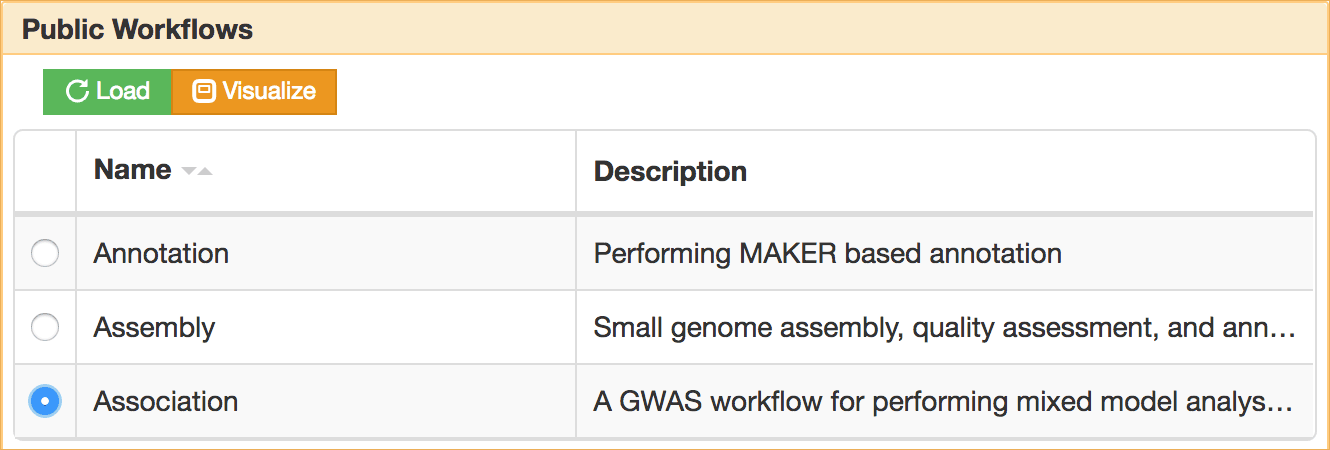 Public Workflows
Load Visualize
Name Description
Annotation Performing MAKER based annotation
Assembly Small genome assembly, quality assessment, and ann…
Association A GWAS workflow for performing mixed model analys…